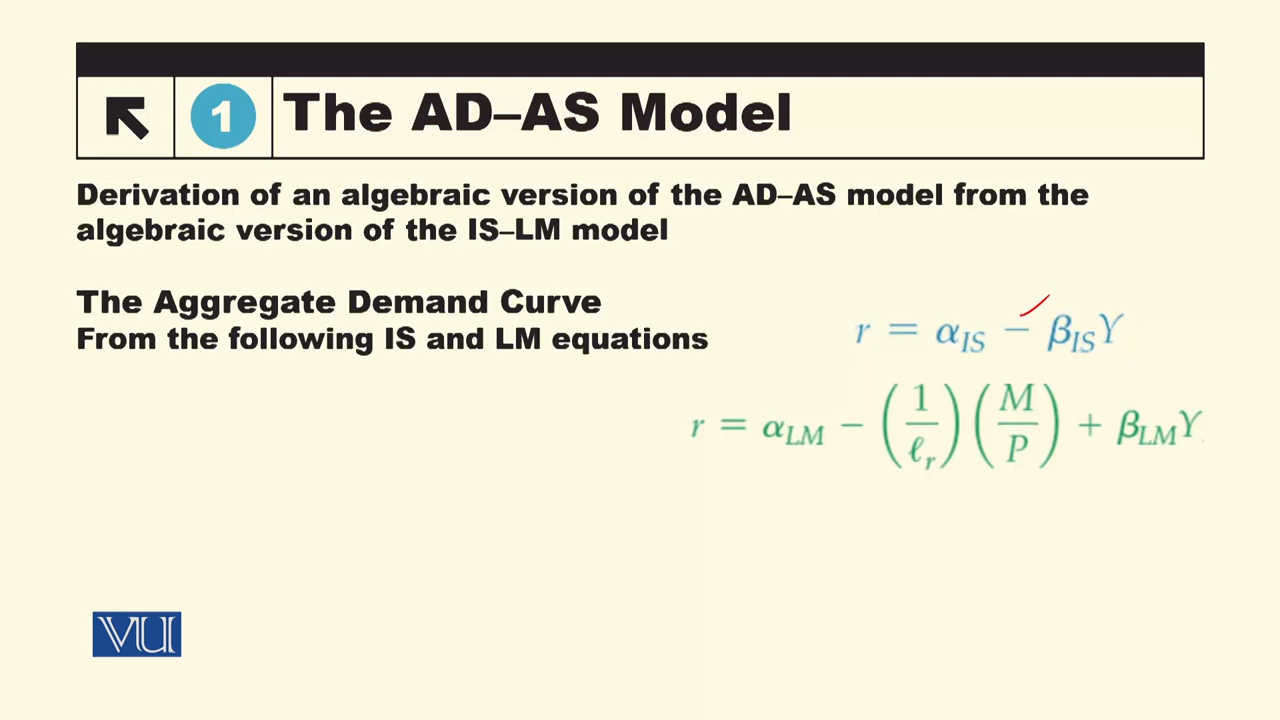 1 The AD–AS Model
Derivation of an algebraic version of the AD–AS model from the
algebraic version of the IS–LM model
The Aggregate Demand Curve
From the following IS and LM equations
r = α_IS − β_IS Y
r = α_LM − (1/ℓ_r)(M/P) + β_LM Y
VU